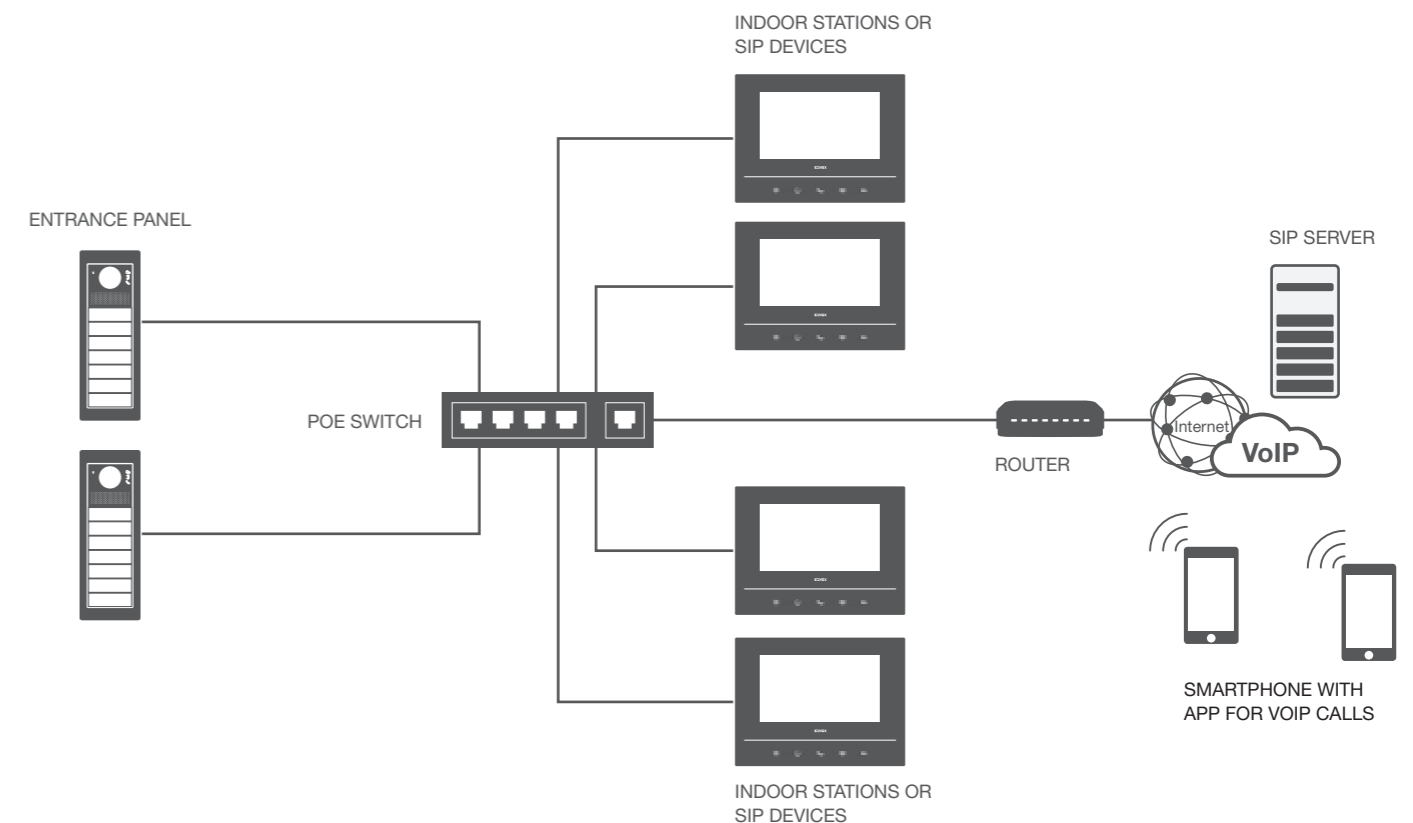 INDOOR STATIONS OR
SIP DEVICES
ENTRANCE PANEL
SIP SERVER
POE SWITCH
Internet
VoIP
ROUTER
SMARTPHONE WITH
APP FOR VOIP CALLS
INDOOR STATIONS OR
SIP DEVICES